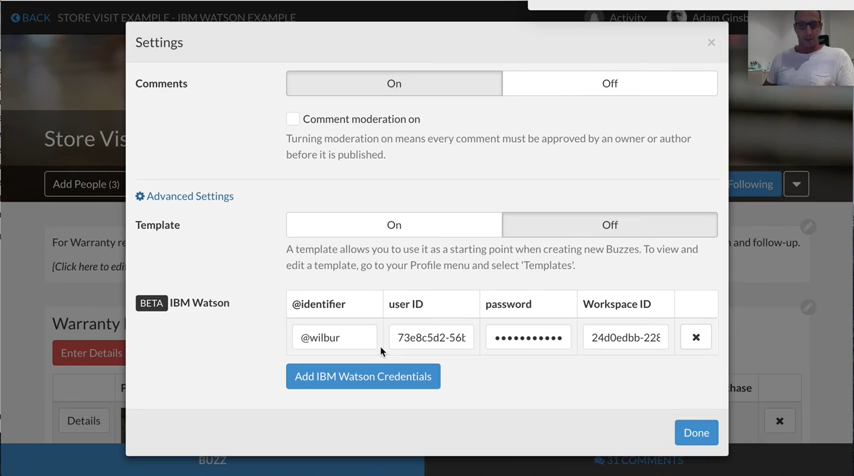 BACK STORE VISIT EXAMPLE - IBM WATSON EXAMPLE Activity Adam Ginsb
Settings ×
Comments On Off
Comment moderation on
Turning moderation on means every comment must be approved by an owner or author
before it is published.
Store Vis
Add People (3) Following
Advanced Settings
Template On Off
A template allows you to use it as a starting point when creating new Buzzes. To view and
edit a template, go to your Profile menu and select 'Templates'.
For Warranty re n and follow-up.
[Click here to edi
BETA IBM Watson @identifier user ID password Workspace ID
@wilbur 73e8c5d2-56b ••••••••••• 24d0edbb-228
Warranty
Enter Details
Add IBM Watson Credentials
P hase
Details
Done
BUZZ 31 COMMENTS